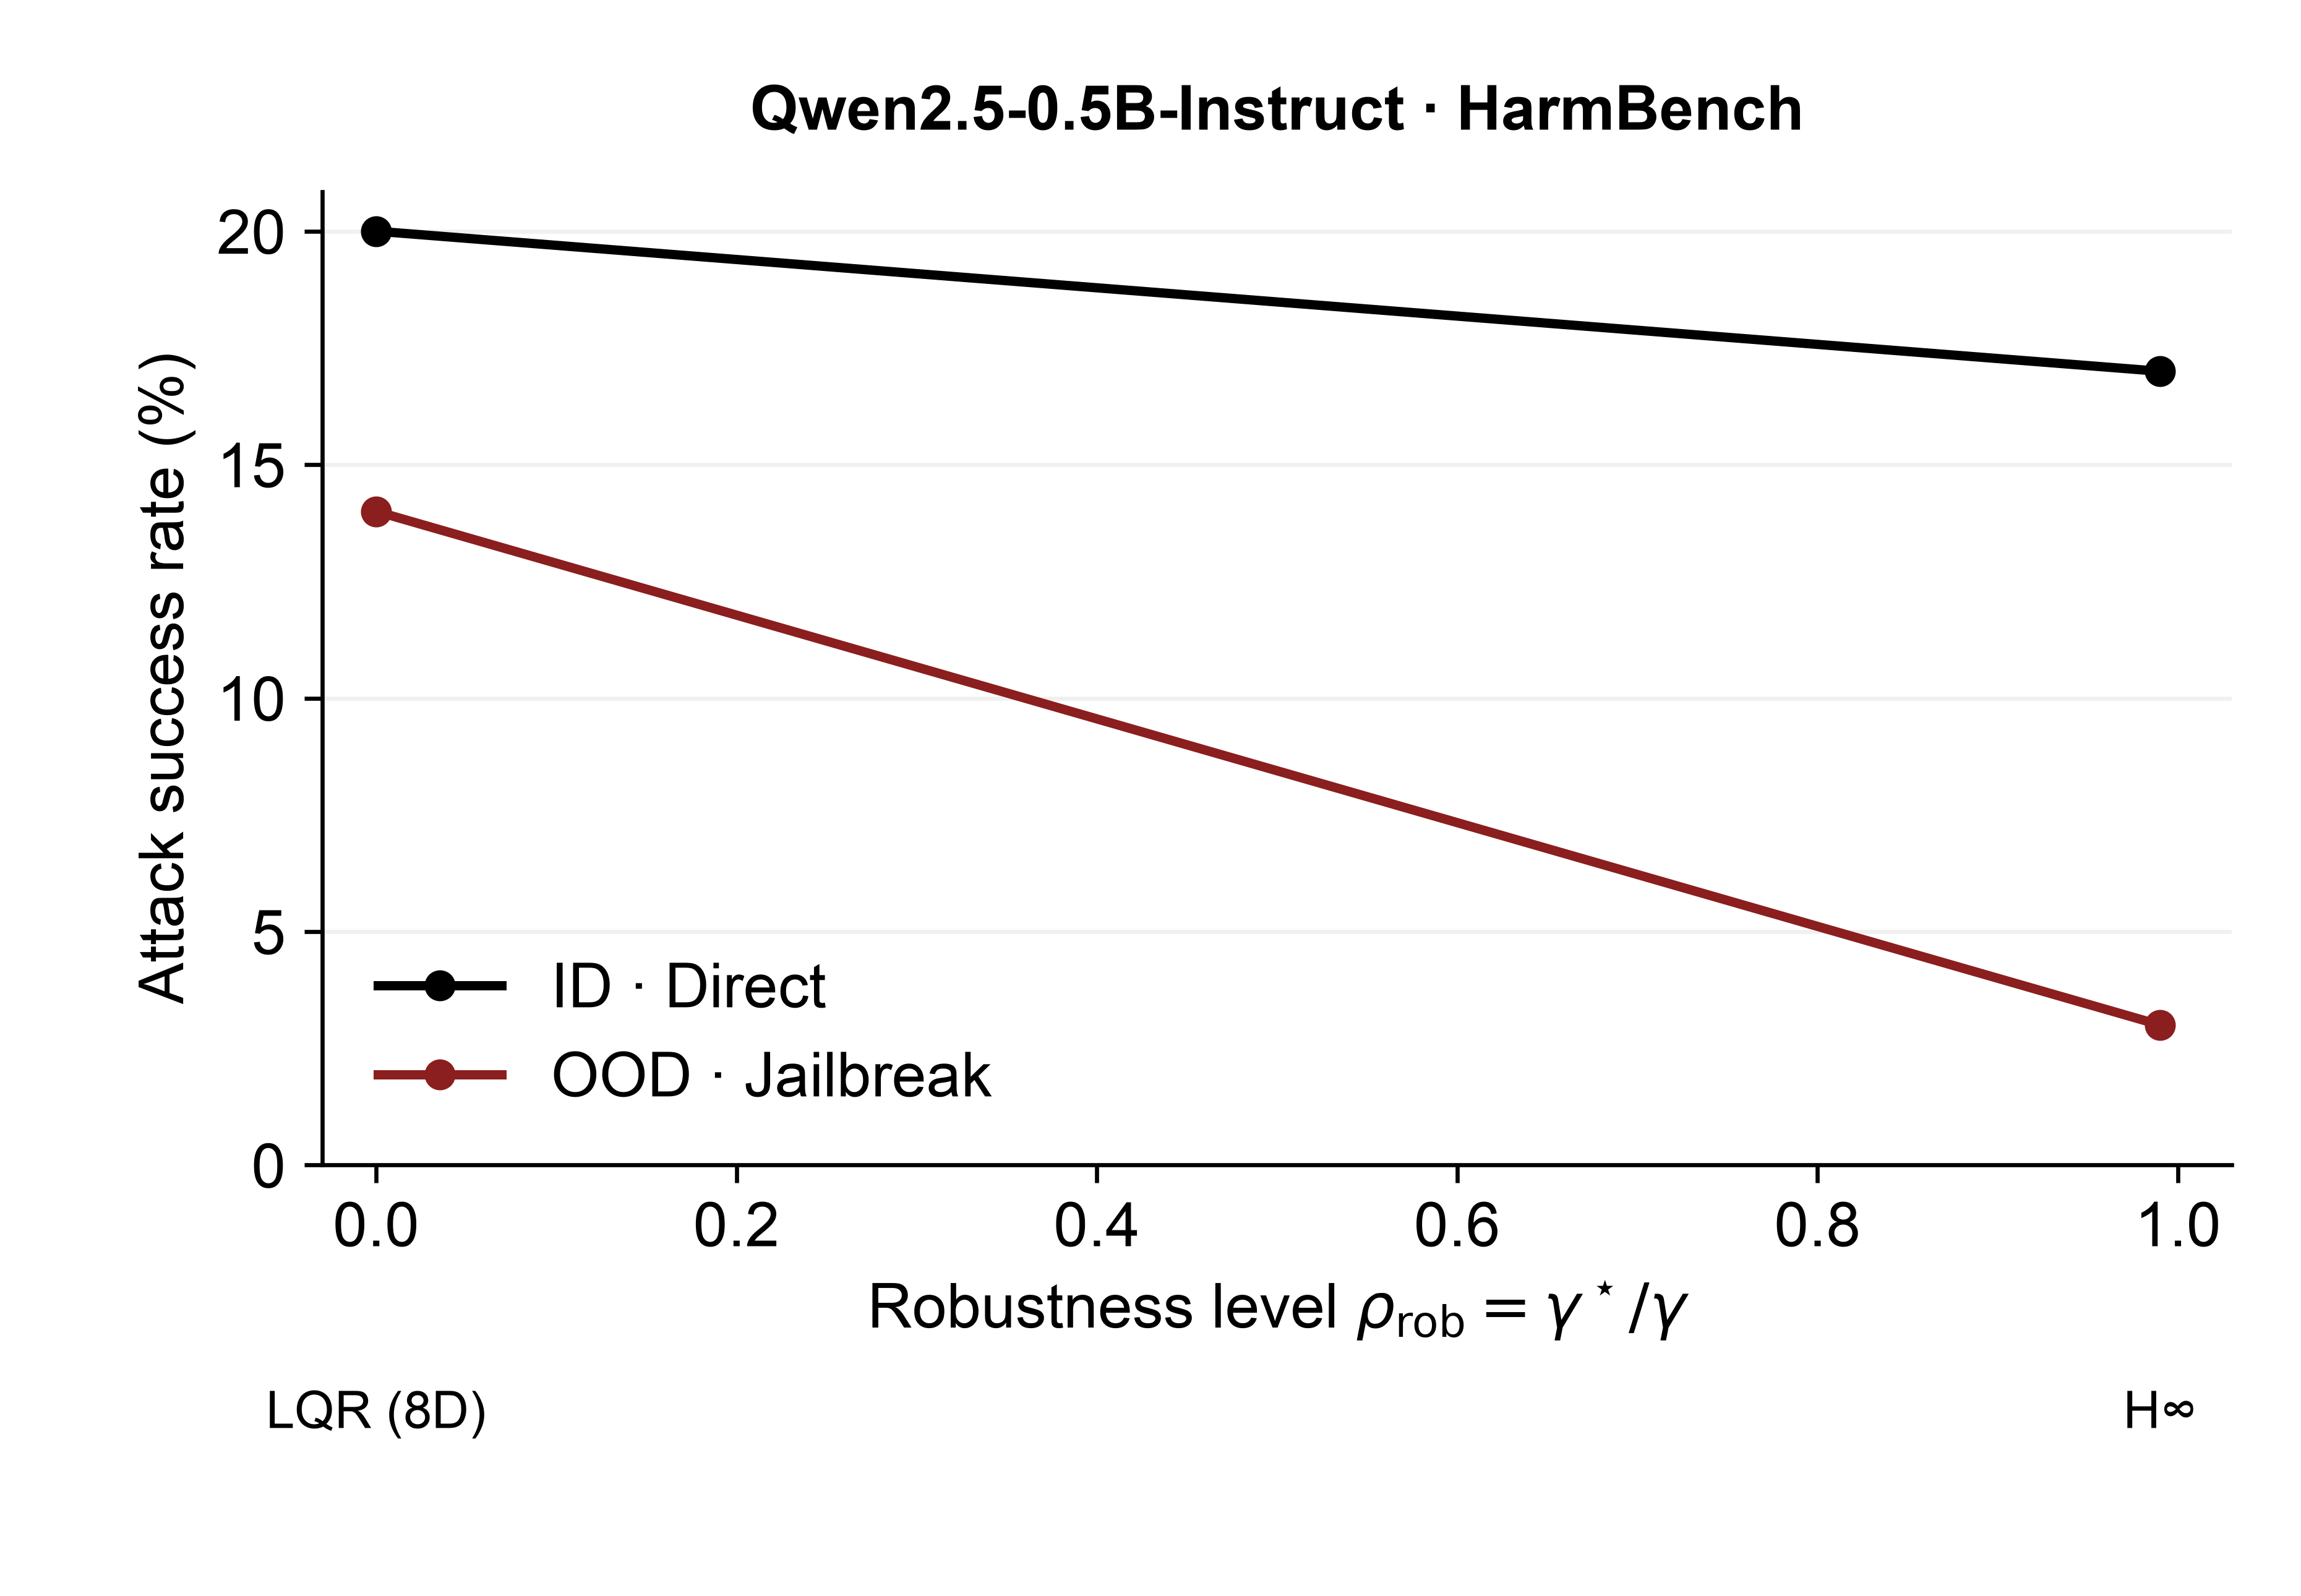 Qwen2.5-0.5B-Instruct · HarmBench
Attack success rate (%)
20
15
10
5
0
ID · Direct
OOD · Jailbreak
0.0 0.2 0.4 0.6 0.8 1.0
Robustness level ρ_rob = γ*/γ
LQR (8D) H∞